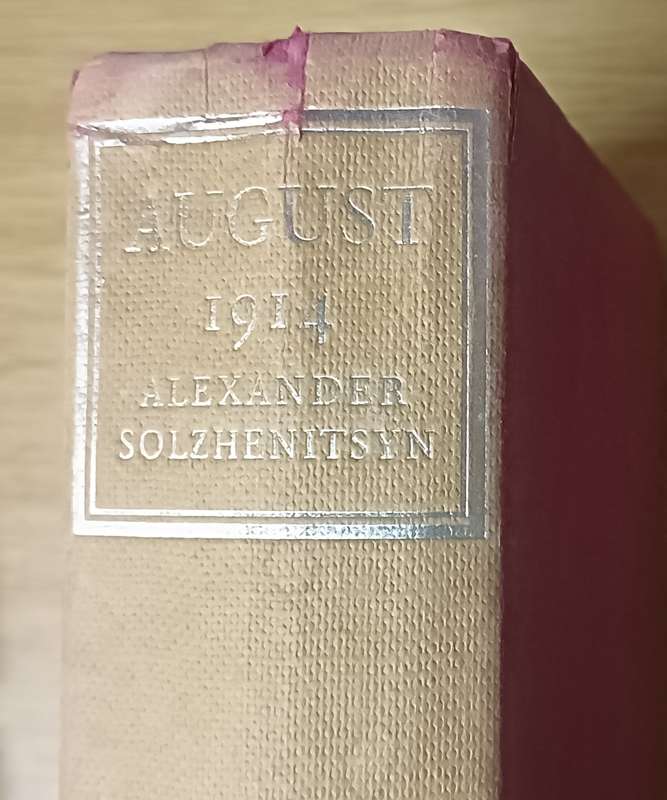 AUGUST
1914
ALEXANDER
SOLZHENITSYN